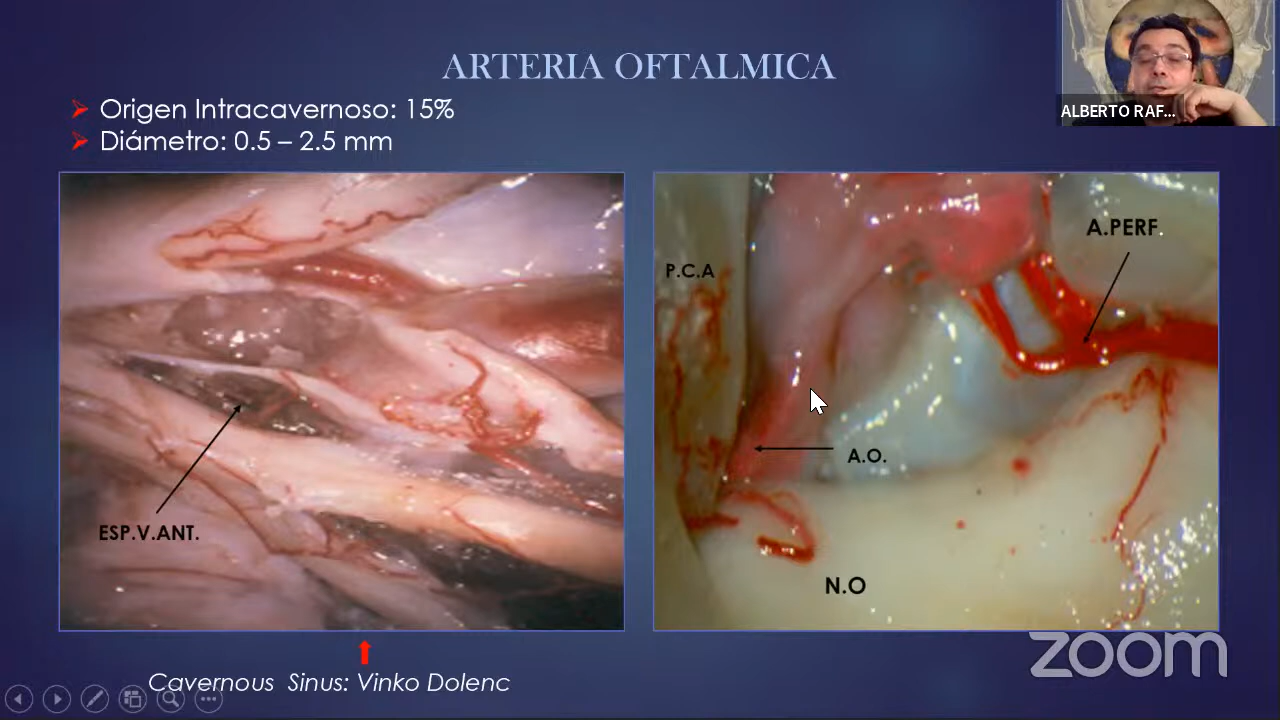 ARTERIA OFTALMICA
Origen Intracavernoso: 15%
Diámetro: 0.5 – 2.5 mm
ALBERTO RAF...
ESP.V.ANT.
P.C.A
A.PERF.
A.O.
N.O
Cavernous Sinus: Vinko Dolenc
zoom